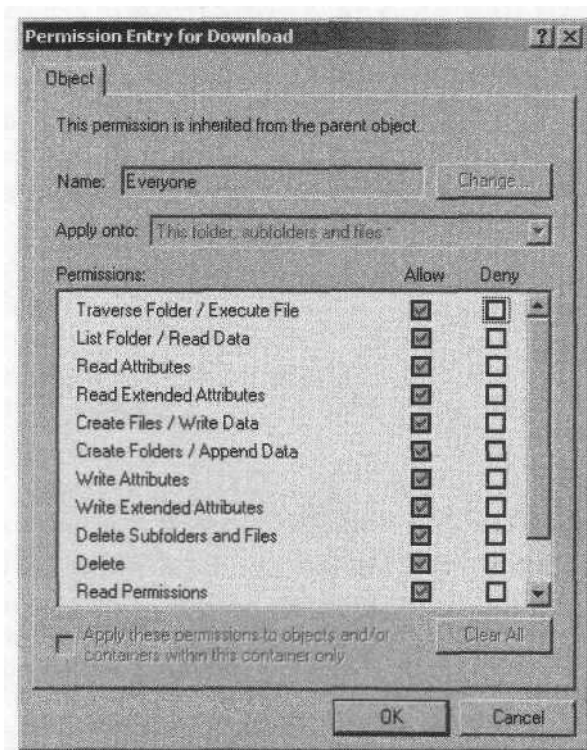 Permission Entry for Download
Object
This permission is inherited from the parent object.
Name: Everyone Change...
Apply onto: This folder, subfolders and files
Permissions: Allow Deny
Traverse Folder / Execute File
List Folder / Read Data
Read Attributes
Read Extended Attributes
Create Files / Write Data
Create Folders / Append Data
Write Attributes
Write Extended Attributes
Delete Subfolders and Files
Delete
Read Permissions
Apply these permissions to objects and/or Clear All
containers within this container only
OK Cancel